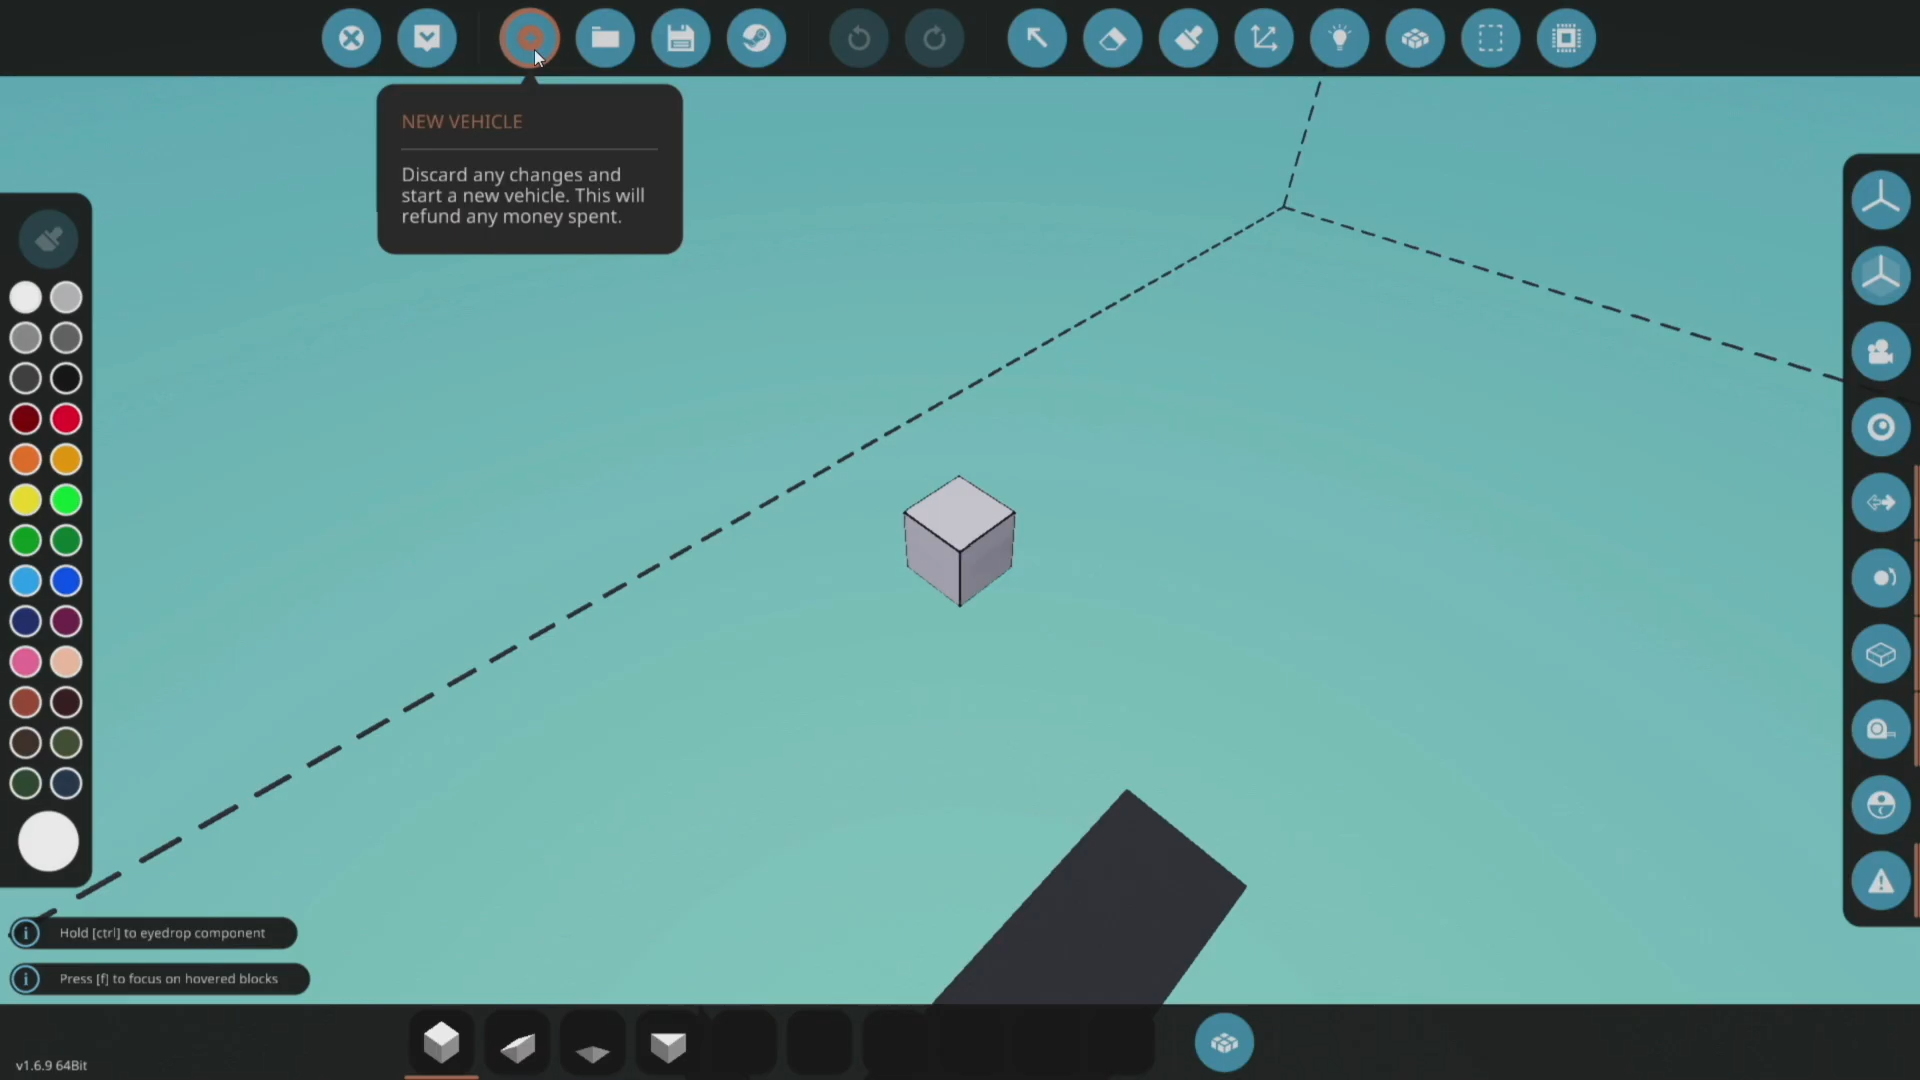 NEW VEHICLE
Discard any changes and
start a new vehicle. This will
refund any money spent.
Hold [ctrl] to eyedrop component
Press [f] to focus on hovered blocks
v1.6.9 64Bit